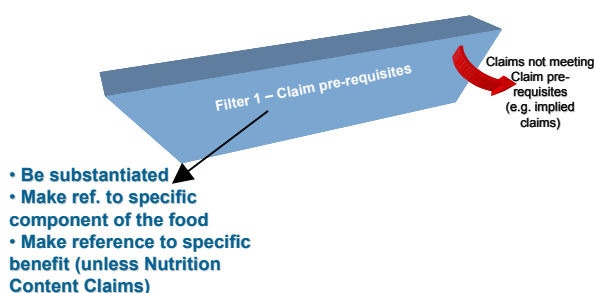 Filter 1 – Claim pre-requisites
Claims not meeting
Claim pre-
requisites
(e.g. implied
claims)
• Be substantiated
• Make ref. to specific
component of the food
• Make reference to specific
benefit (unless Nutrition
Content Claims)